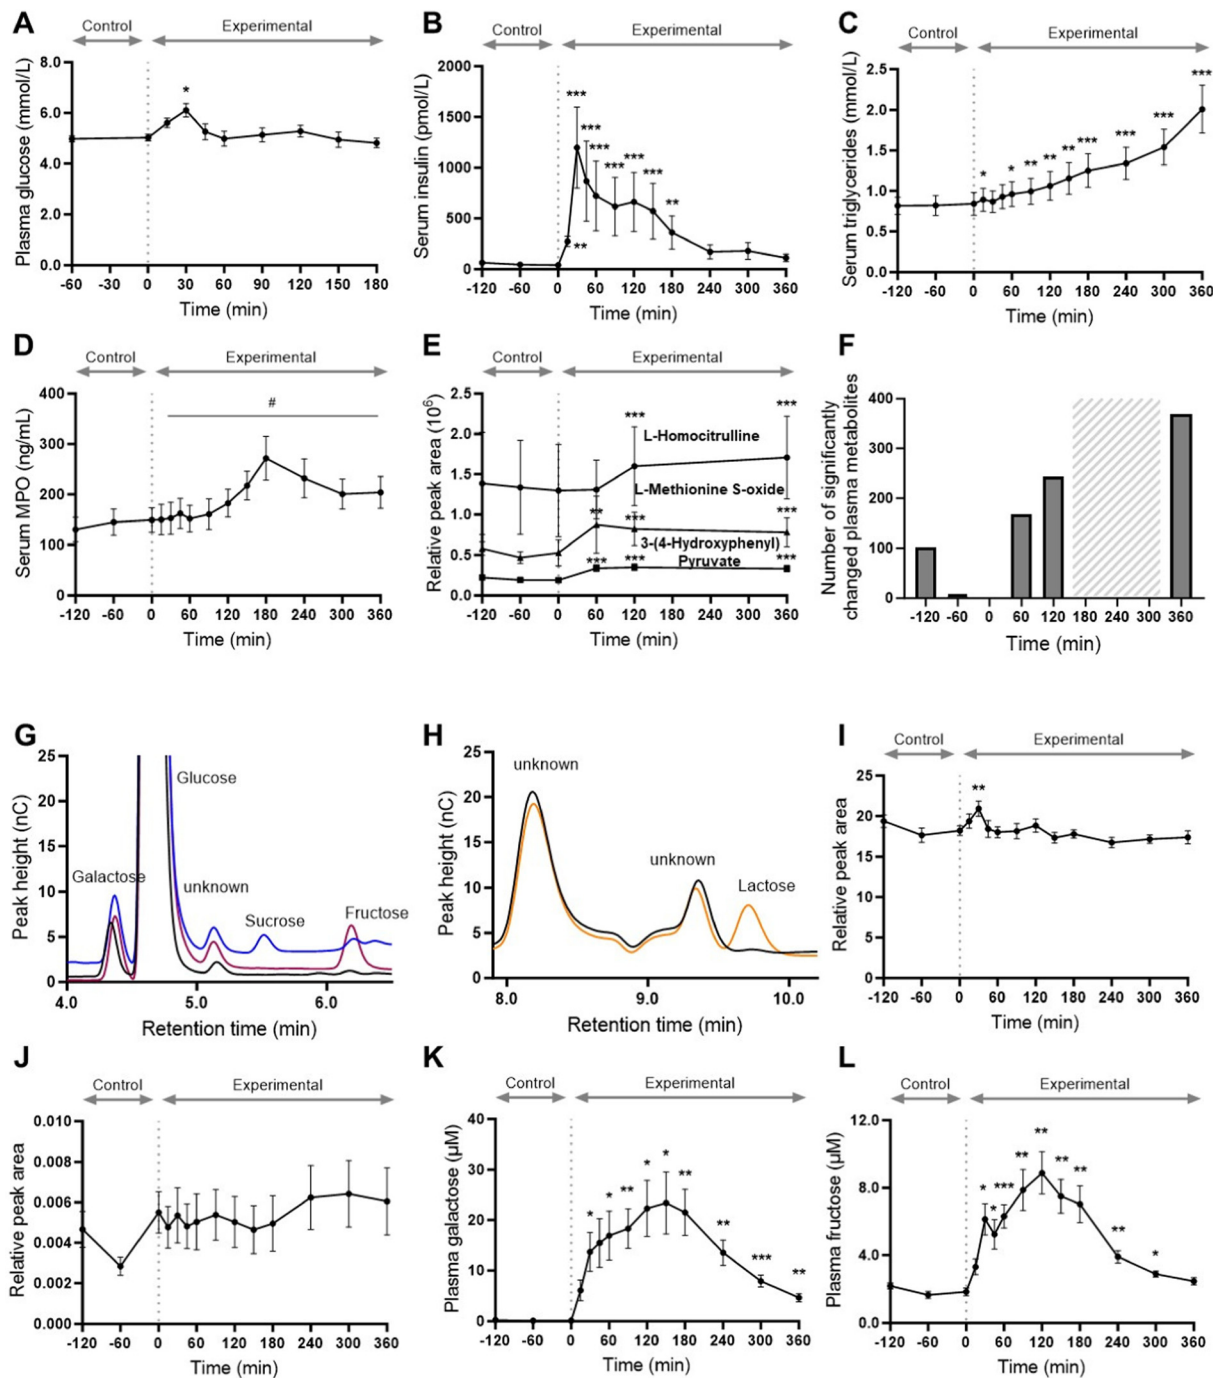 A
Control
Experimental
Plasma glucose (mmol/L)
8.0
6.0
4.0
2.0
0.0
*
-60 -30 0 30 60 90 120 150 180
Time (min)
B
Control
Experimental
Serum insulin (pmol/L)
2000
1500
1000
500
0
***
***
***
***
***
***
**
**
-120 -60 0 60 120 180 240 300 360
Time (min)
C
Control
Experimental
Serum triglycerides (mmol/L)
2.5
2.0
1.5
1.0
0.5
0.0
*
*
**
**
**
***
***
***
***
-120 -60 0 60 120 180 240 300 360
Time (min)
D
Control
Experimental
Serum MPO (ng/mL)
400
300
200
100
0
#
-120 -60 0 60 120 180 240 300 360
Time (min)
E
Control
Experimental
Relative peak area (10⁶)
2.5
2.0
1.5
1.0
0.5
0.0
***
***
L-Homocitrulline
L-Methionine S-oxide
**
***
***
3-(4-Hydroxyphenyl)
Pyruvate
***
***
***
-120 -60 0 60 120 180 240 300 360
Time (min)
F
Number of significantly
changed plasma metabolites
400
300
200
100
0
-120 -60 0 60 120 180 240 300 360
Time (min)
G
Peak height (nC)
25
20
15
10
5
0
Glucose
Galactose
unknown
Sucrose
Fructose
4.0 5.0 6.0
Retention time (min)
H
Peak height (nC)
25
20
15
10
5
0
unknown
unknown
Lactose
8.0 9.0 10.0
Retention time (min)
I
Control
Experimental
Relative peak area
25
20
15
10
5
0
**
-120 -60 0 60 120 180 240 300 360
Time (min)
J
Control
Experimental
Relative peak area
0.010
0.008
0.006
0.004
0.002
0.000
-120 -60 0 60 120 180 240 300 360
Time (min)
K
Control
Experimental
Plasma galactose (µM)
40
30
20
10
0
*
*
**
*
*
**
**
***
**
-120 -60 0 60 120 180 240 300 360
Time (min)
L
Control
Experimental
Plasma fructose (µM)
12.0
8.0
4.0
0.0
*
*
***
**
**
**
**
**
*
-120 -60 0 60 120 180 240 300 360
Time (min)